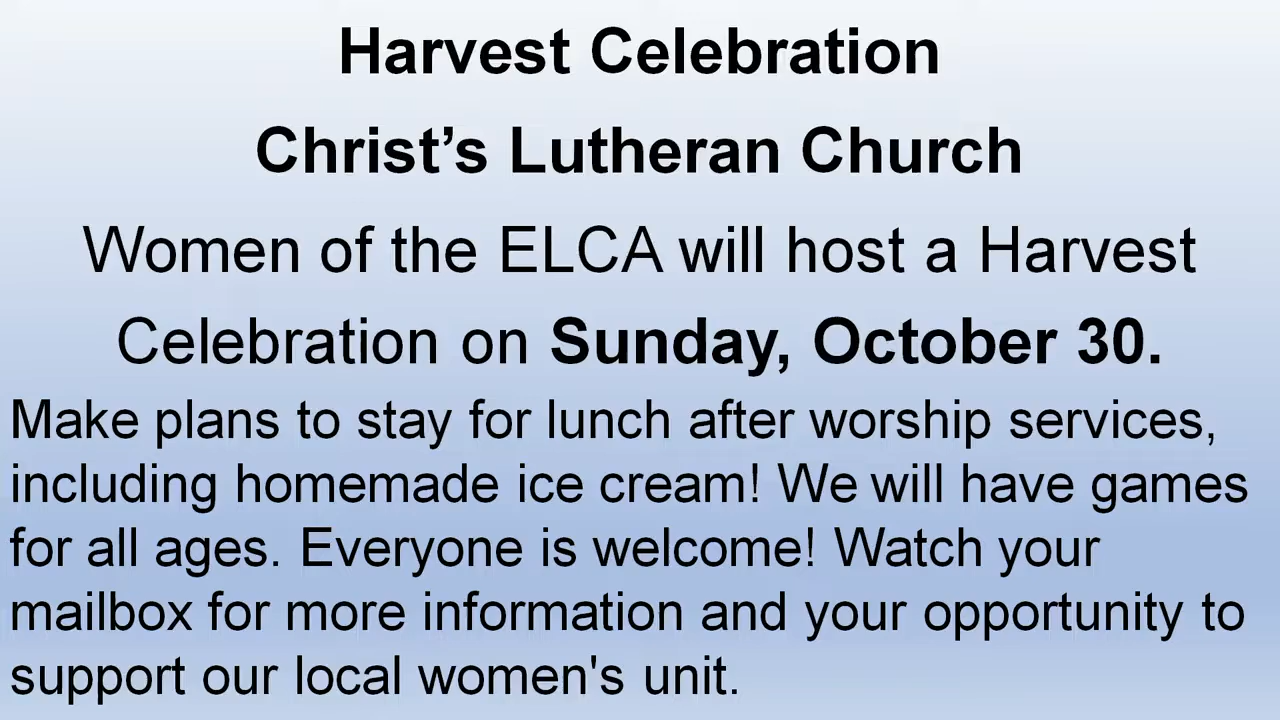 Harvest Celebration
Christ’s Lutheran Church
Women of the ELCA will host a Harvest
Celebration on Sunday, October 30.
Make plans to stay for lunch after worship services,
including homemade ice cream! We will have games
for all ages. Everyone is welcome! Watch your
mailbox for more information and your opportunity to
support our local women's unit.